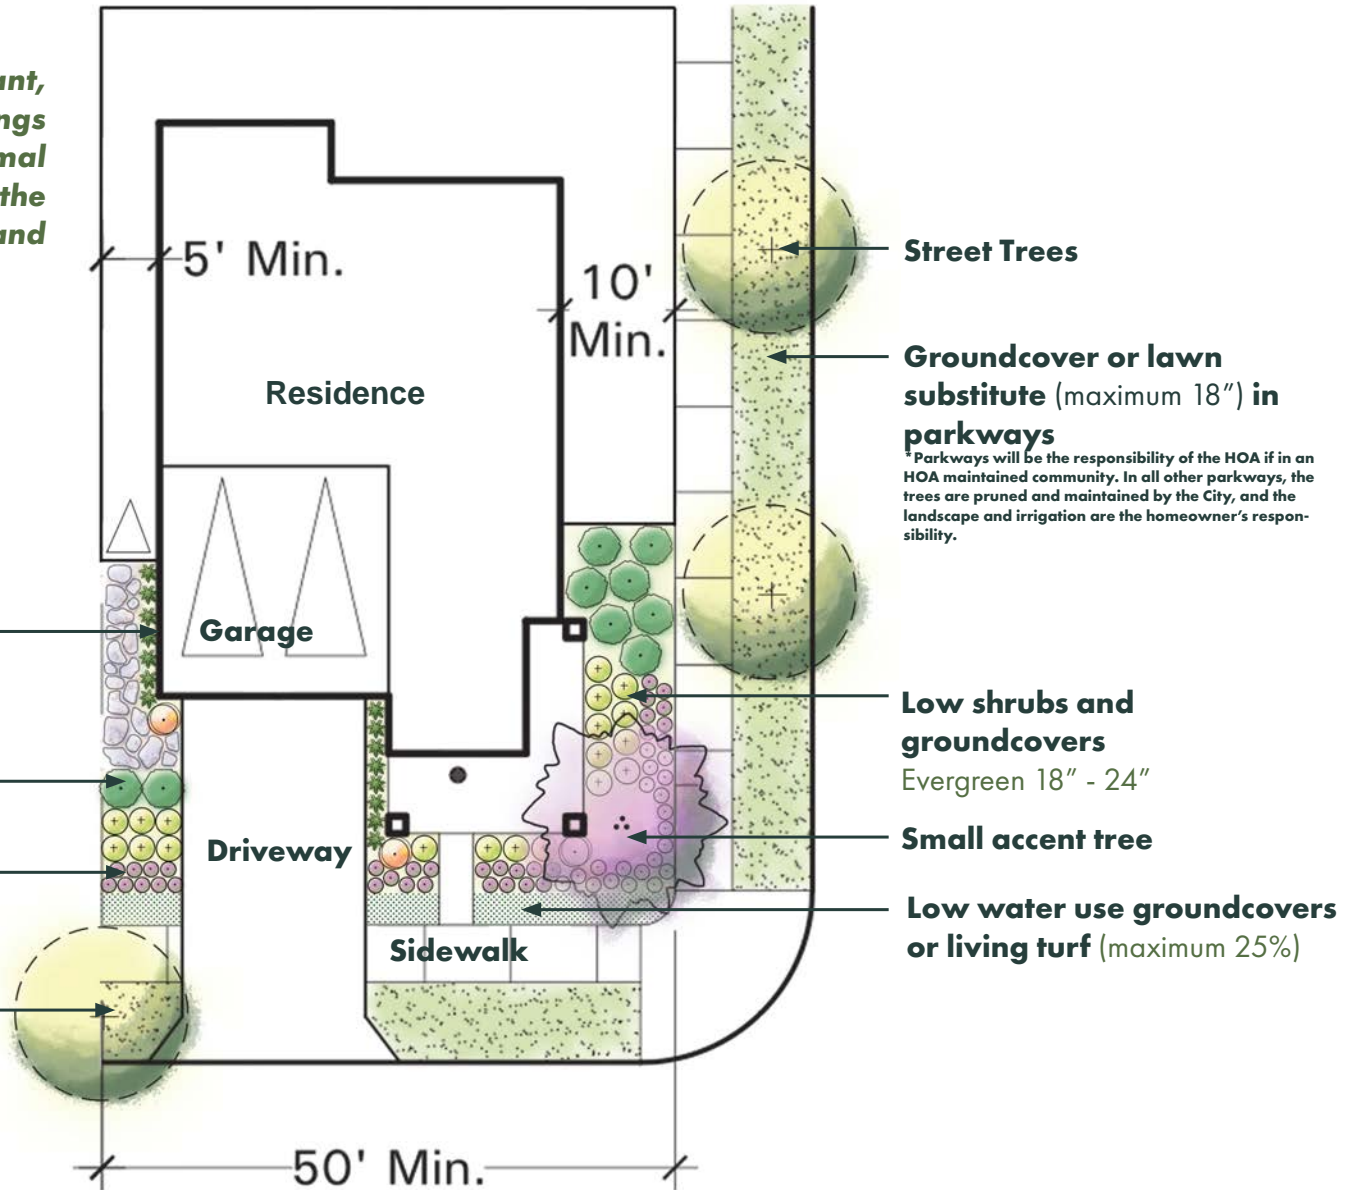 ant,
ngs
mal
the
and
5' Min.
10'
Min.
Residence
Garage
Driveway
Sidewalk
50' Min.
Street Trees
Groundcover or lawn
substitute (maximum 18”) in
parkways
*Parkways will be the responsibility of the HOA if in an
HOA maintained community. In all other parkways, the
trees are pruned and maintained by the City, and the
landscape and irrigation are the homeowner’s respon-
sibility.
Low shrubs and
groundcovers
Evergreen 18” - 24”
Small accent tree
Low water use groundcovers
or living turf (maximum 25%)